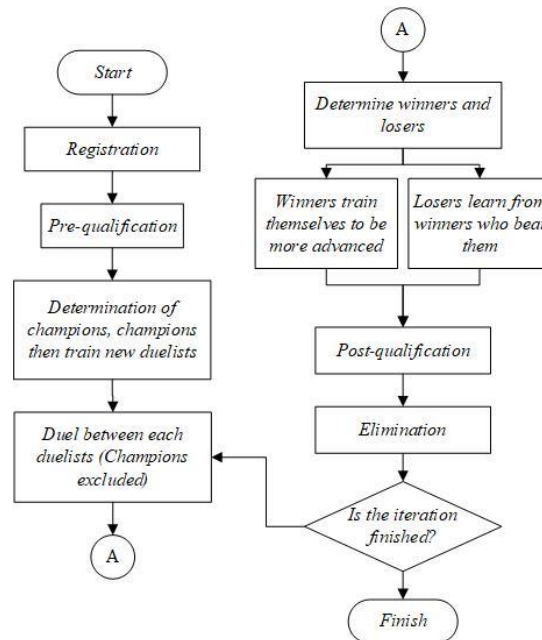 Start
Registration
Pre-qualification
Determination of
champions, champions
then train new duelists
Duel between each
duelists (Champions
excluded)
A
A
Determine winners and
losers
Winners train
themselves to be
more advanced
Losers learn from
winners who beat
them
Post-qualification
Elimination
Is the iteration
finished?
Finish